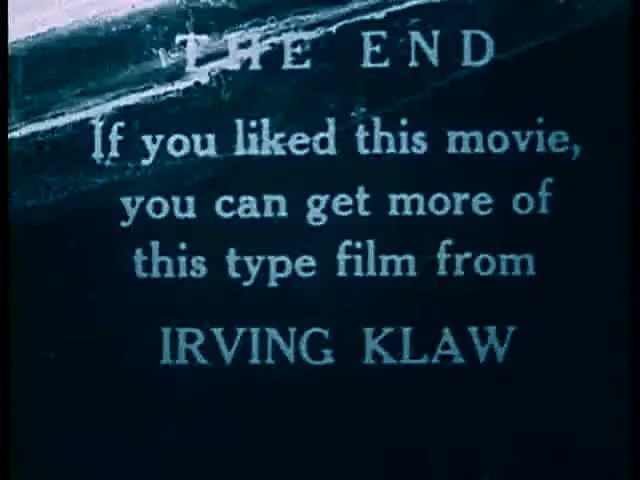 THE END
If you liked this movie,
you can get more of
this type film from
IRVING KLAW